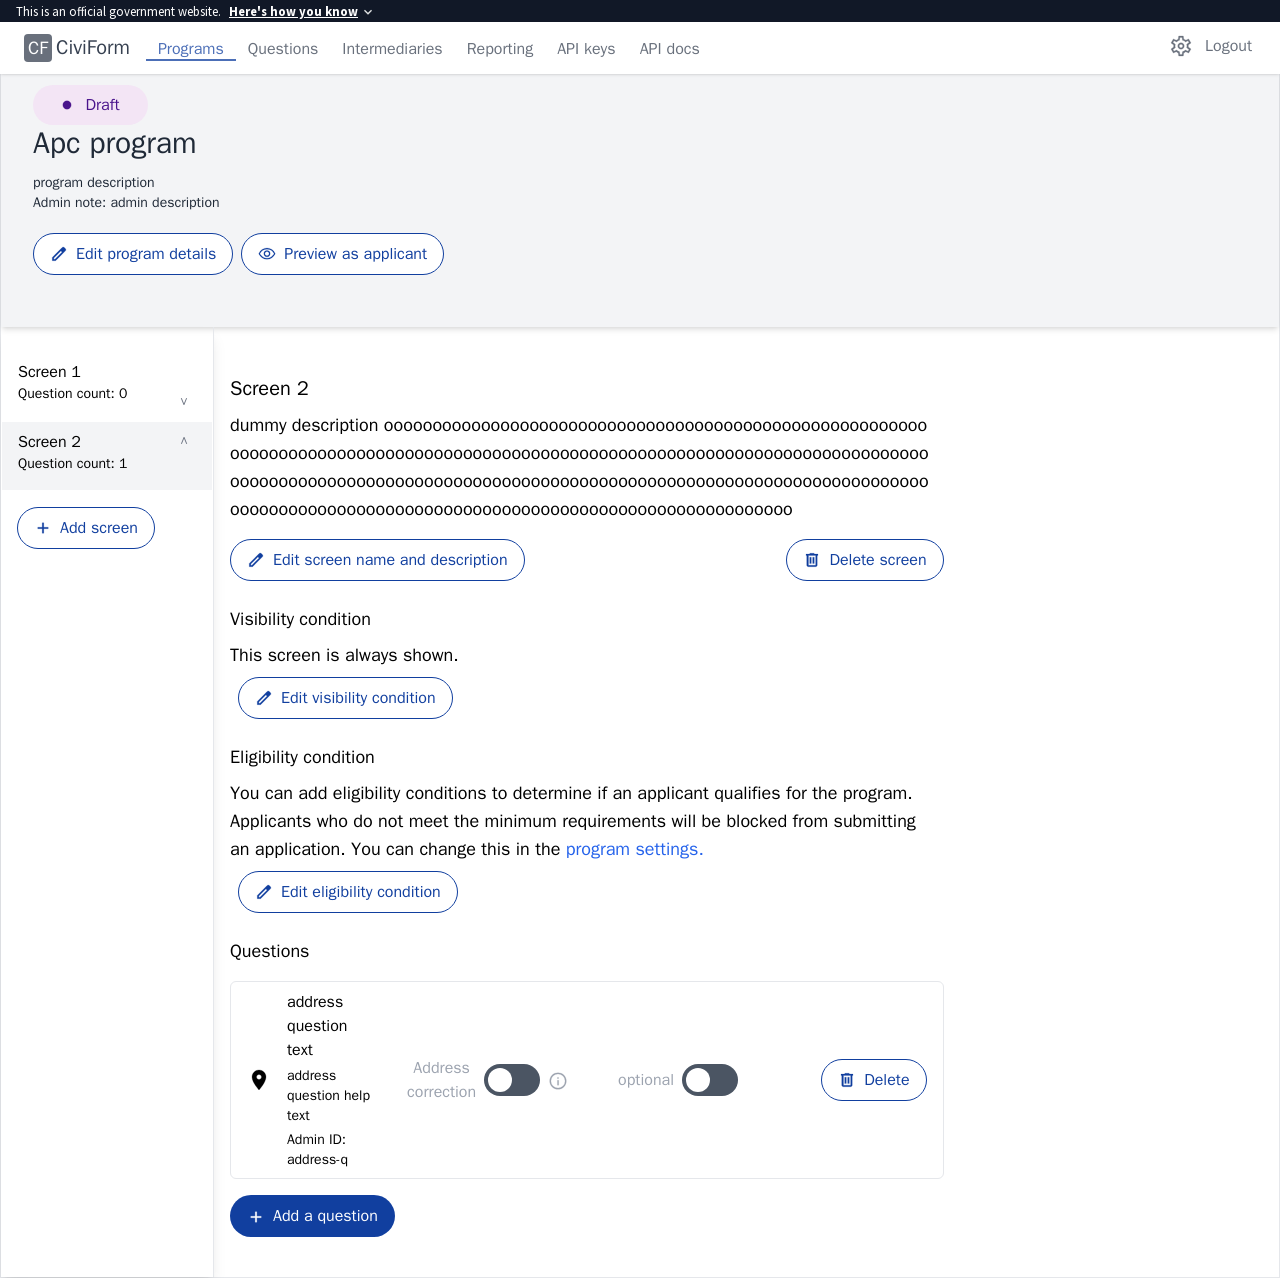 This is an official government website. Here's how you know
CF CiviForm Programs Questions Intermediaries Reporting API keys API docs Logout
Draft
Apc program
program description
Admin note: admin description
Edit program details Preview as applicant
Screen 1
Question count: 0
Screen 2
Question count: 1
Add screen
Screen 2
dummy description oooooooooooooooooooooooooooooooooooooooooooooooooooooooo
oooooooooooooooooooooooooooooooooooooooooooooooooooooooooooooooooooooooo
oooooooooooooooooooooooooooooooooooooooooooooooooooooooooooooooooooooooo
oooooooooooooooooooooooooooooooooooooooooooooooooooooooooo
Edit screen name and description Delete screen
Visibility condition
This screen is always shown.
Edit visibility condition
Eligibility condition
You can add eligibility conditions to determine if an applicant qualifies for the program.
Applicants who do not meet the minimum requirements will be blocked from submitting
an application. You can change this in the program settings.
Edit eligibility condition
Questions
address
question
text
address
question help
text
Admin ID:
address-q
Address
correction
optional
Delete
Add a question